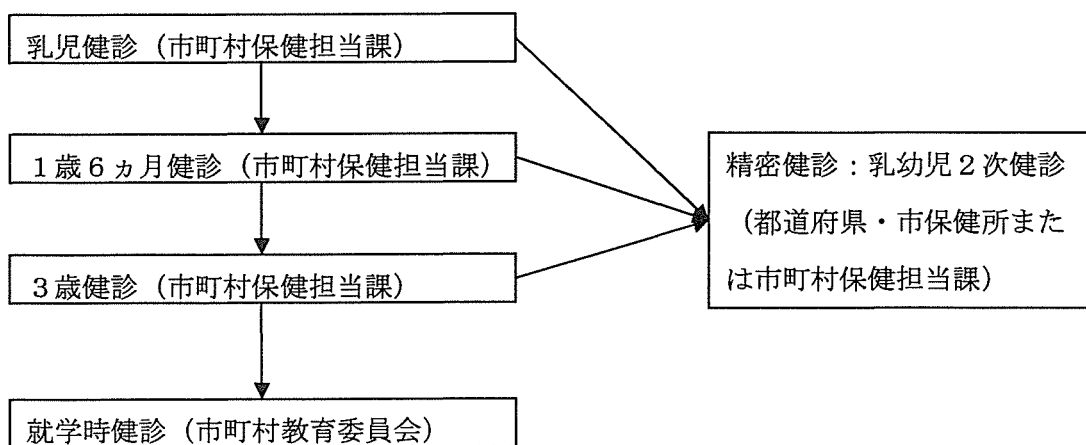 乳児健診（市町村保健担当課）
1歳6ヵ月健診（市町村保健担当課）
3歳健診（市町村保健担当課）
就学時健診（市町村教育委員会）
精密健診：乳幼児2次健診
（都道府県・市保健所また
は市町村保健担当課）